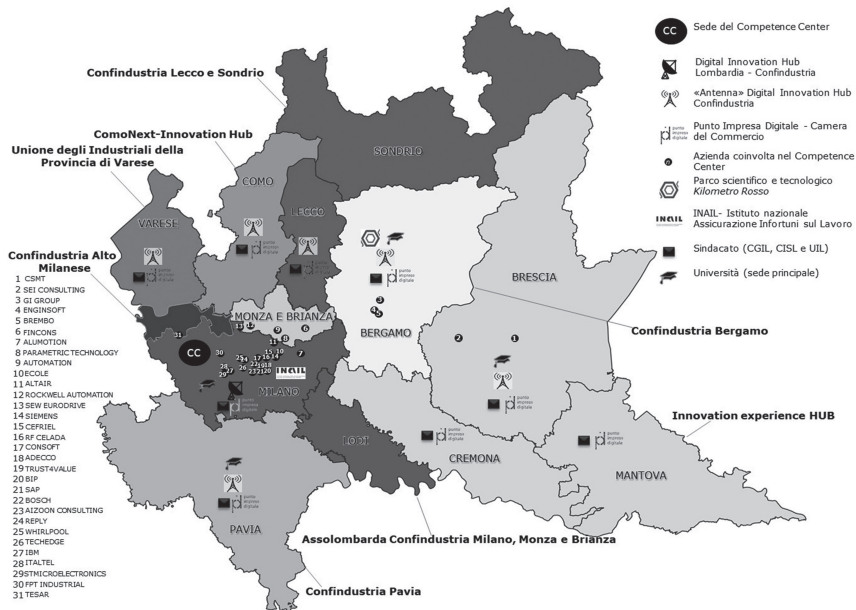 Confindustria Lecco e Sondrio
ComoNext-Innovation Hub
Unione degli Industriali della
Provincia di Varese
Confindustria Alto
Milanese
1 CSMT
2 SEI CONSULTING
3 GI GROUP
4 ENGINSOFT
5 BREMBO
6 FINCONS
7 ALUMOTION
8 PARAMETRIC TECHNOLOGY
9 AUTOMATION
10 ECOLE
11 ALTAIR
12 ROCKWELL AUTOMATION
13 SEW EURODRIVE
14 SIEMENS
15 CEFRIEL
16 RF CELADA
17 CONSOFT
18 ADECCO
19 TRUST4VALUE
20 BIP
21 SAP
22 BOSCH
23 AIZOON CONSULTING
24 REPLY
25 WHIRLPOOL
26 TECHEDGE
27 IBM
28 ITALTEL
29 STMICROELECTRONICS
30 FPT INDUSTRIAL
31 TESAR
SONDRIO
COMO
LECCO
VARESE
MONZA E BRIANZA
BERGAMO
BRESCIA
MILANO
LODI
CREMONA
MANTOVA
PAVIA
CC
INAIL
punto
impresa
digitale
Confindustria Bergamo
Innovation experience HUB
Assolombarda Confindustria Milano, Monza e Brianza
Confindustria Pavia
CC
Sede del Competence Center
Digital Innovation Hub
Lombardia - Confindustria
«Antenna» Digital Innovation Hub
Confindustria
punto
impresa
digitale
Punto Impresa Digitale - Camera
del Commercio
Azienda coinvolta nel Competence
Center
Parco scientifico e tecnologico
Kilometro Rosso
INAIL
INAIL- Istituto nazionale
Assicurazione Infortuni sul Lavoro
Sindacato (CGIL, CISL e UIL)
Università (sede principale)